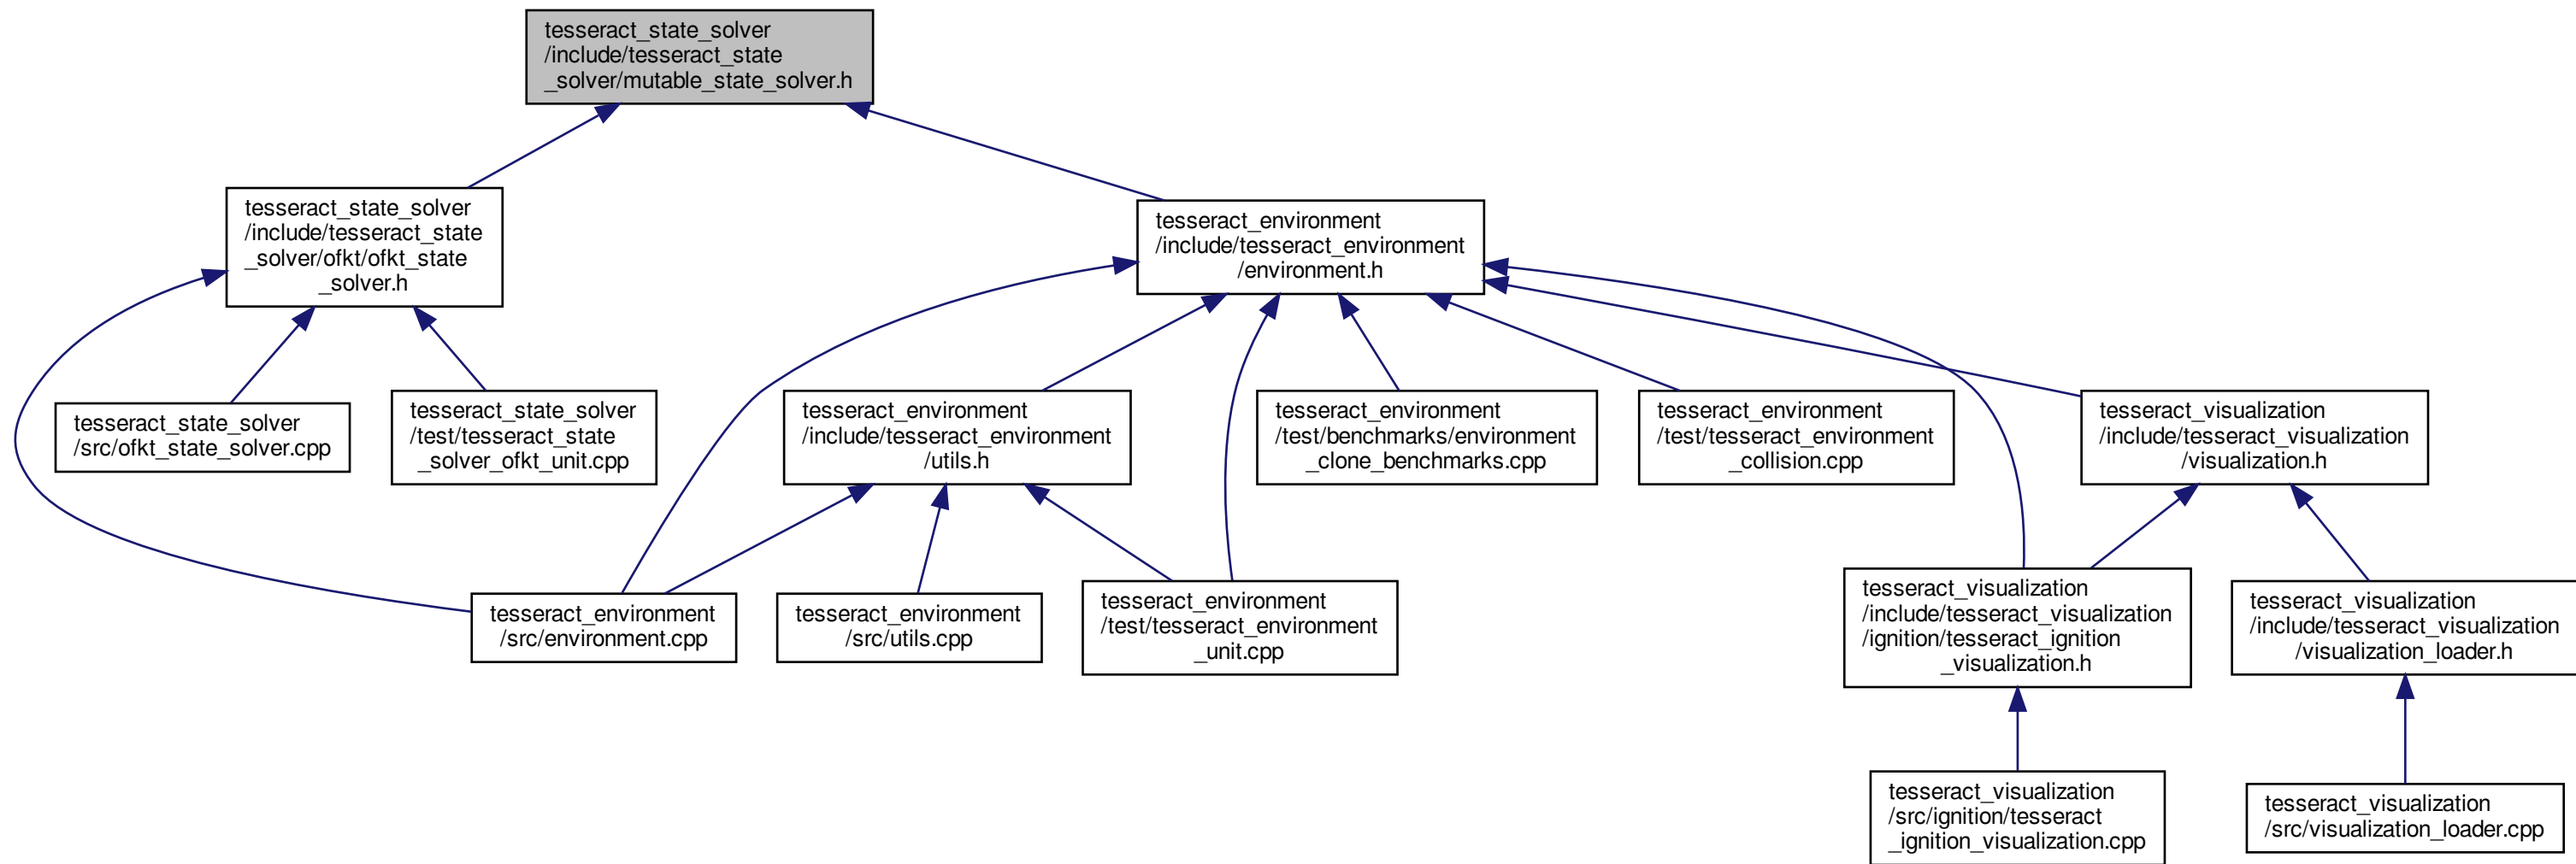 tesseract_state_solver
/include/tesseract_state
_solver/mutable_state_solver.h
tesseract_state_solver
/include/tesseract_state
_solver/ofkt/ofkt_state
_solver.h
tesseract_environment
/include/tesseract_environment
/environment.h
tesseract_state_solver
/src/ofkt_state_solver.cpp
tesseract_state_solver
/test/tesseract_state
_solver_ofkt_unit.cpp
tesseract_environment
/include/tesseract_environment
/utils.h
tesseract_environment
/test/benchmarks/environment
_clone_benchmarks.cpp
tesseract_environment
/test/tesseract_environment
_collision.cpp
tesseract_visualization
/include/tesseract_visualization
/visualization.h
tesseract_environment
/src/environment.cpp
tesseract_environment
/src/utils.cpp
tesseract_environment
/test/tesseract_environment
_unit.cpp
tesseract_visualization
/include/tesseract_visualization
/ignition/tesseract_ignition
_visualization.h
tesseract_visualization
/include/tesseract_visualization
/visualization_loader.h
tesseract_visualization
/src/ignition/tesseract
_ignition_visualization.cpp
tesseract_visualization
/src/visualization_loader.cpp